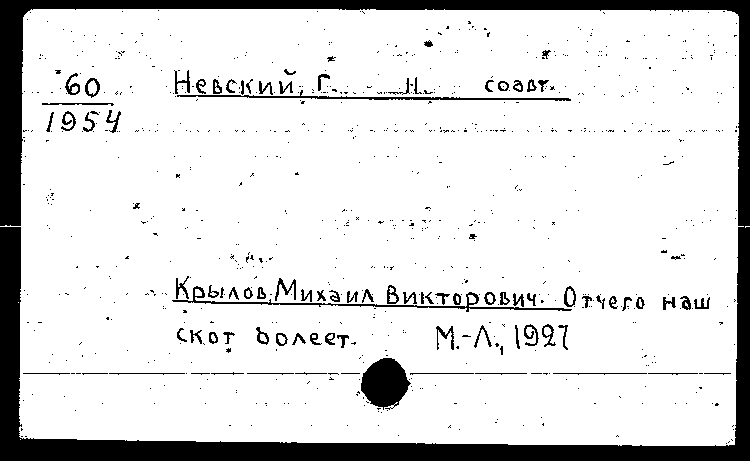 60
1954
Невский, Г. Н. соавт.
Крылов, Михаил Викторович. Отчего наш
скот болеет. М.-Л., 1927